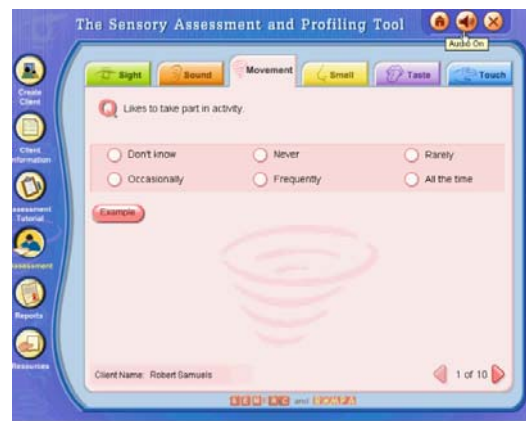 The Sensory Assessment and Profiling Tool
Audio On
Sight Sound Movement Smell Taste Touch
Create
Client
Client
Information
Assessment
Tutorial
Assessment
Reports
Resources
Q Likes to take part in activity.
Don't know Never Rarely
Occasionally Frequently All the time
Example
Client Name: Robert Samuels
1 of 10
and